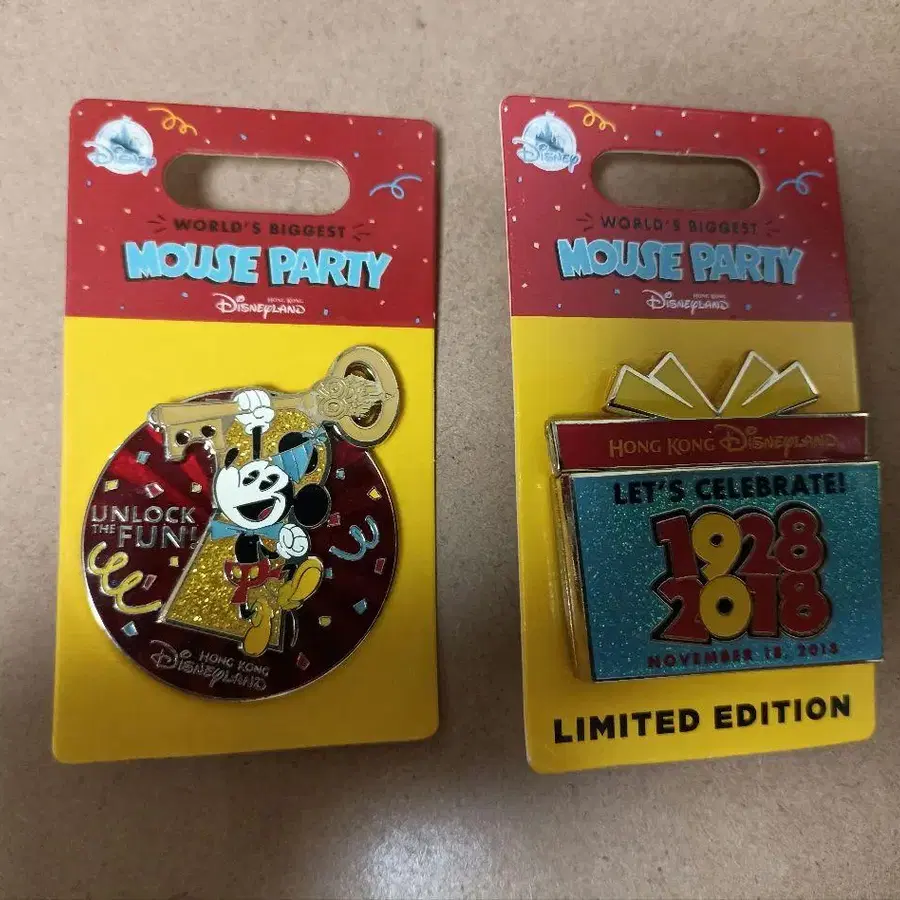 Disney
WORLD'S BIGGEST
MOUSE PARTY
HONG KONG
DISNEYLAND
UNLOCK
THE FUN!
HONG KONG
DISNEYLAND
Disney
WORLD'S BIGGEST
MOUSE PARTY
HONG KONG
DISNEYLAND
HONG KONG DISNEYLAND
LET'S CELEBRATE!
1928
2018
NOVEMBER 18, 2018
LIMITED EDITION